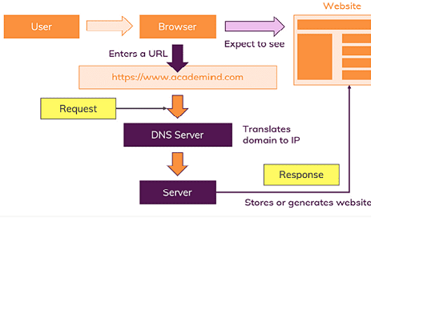 Website
User
Browser
Enters a URL
Expect to see
https://www.academind.com
Request
DNS Server
Translates
domain to IP
Server
Response
Stores or generates website